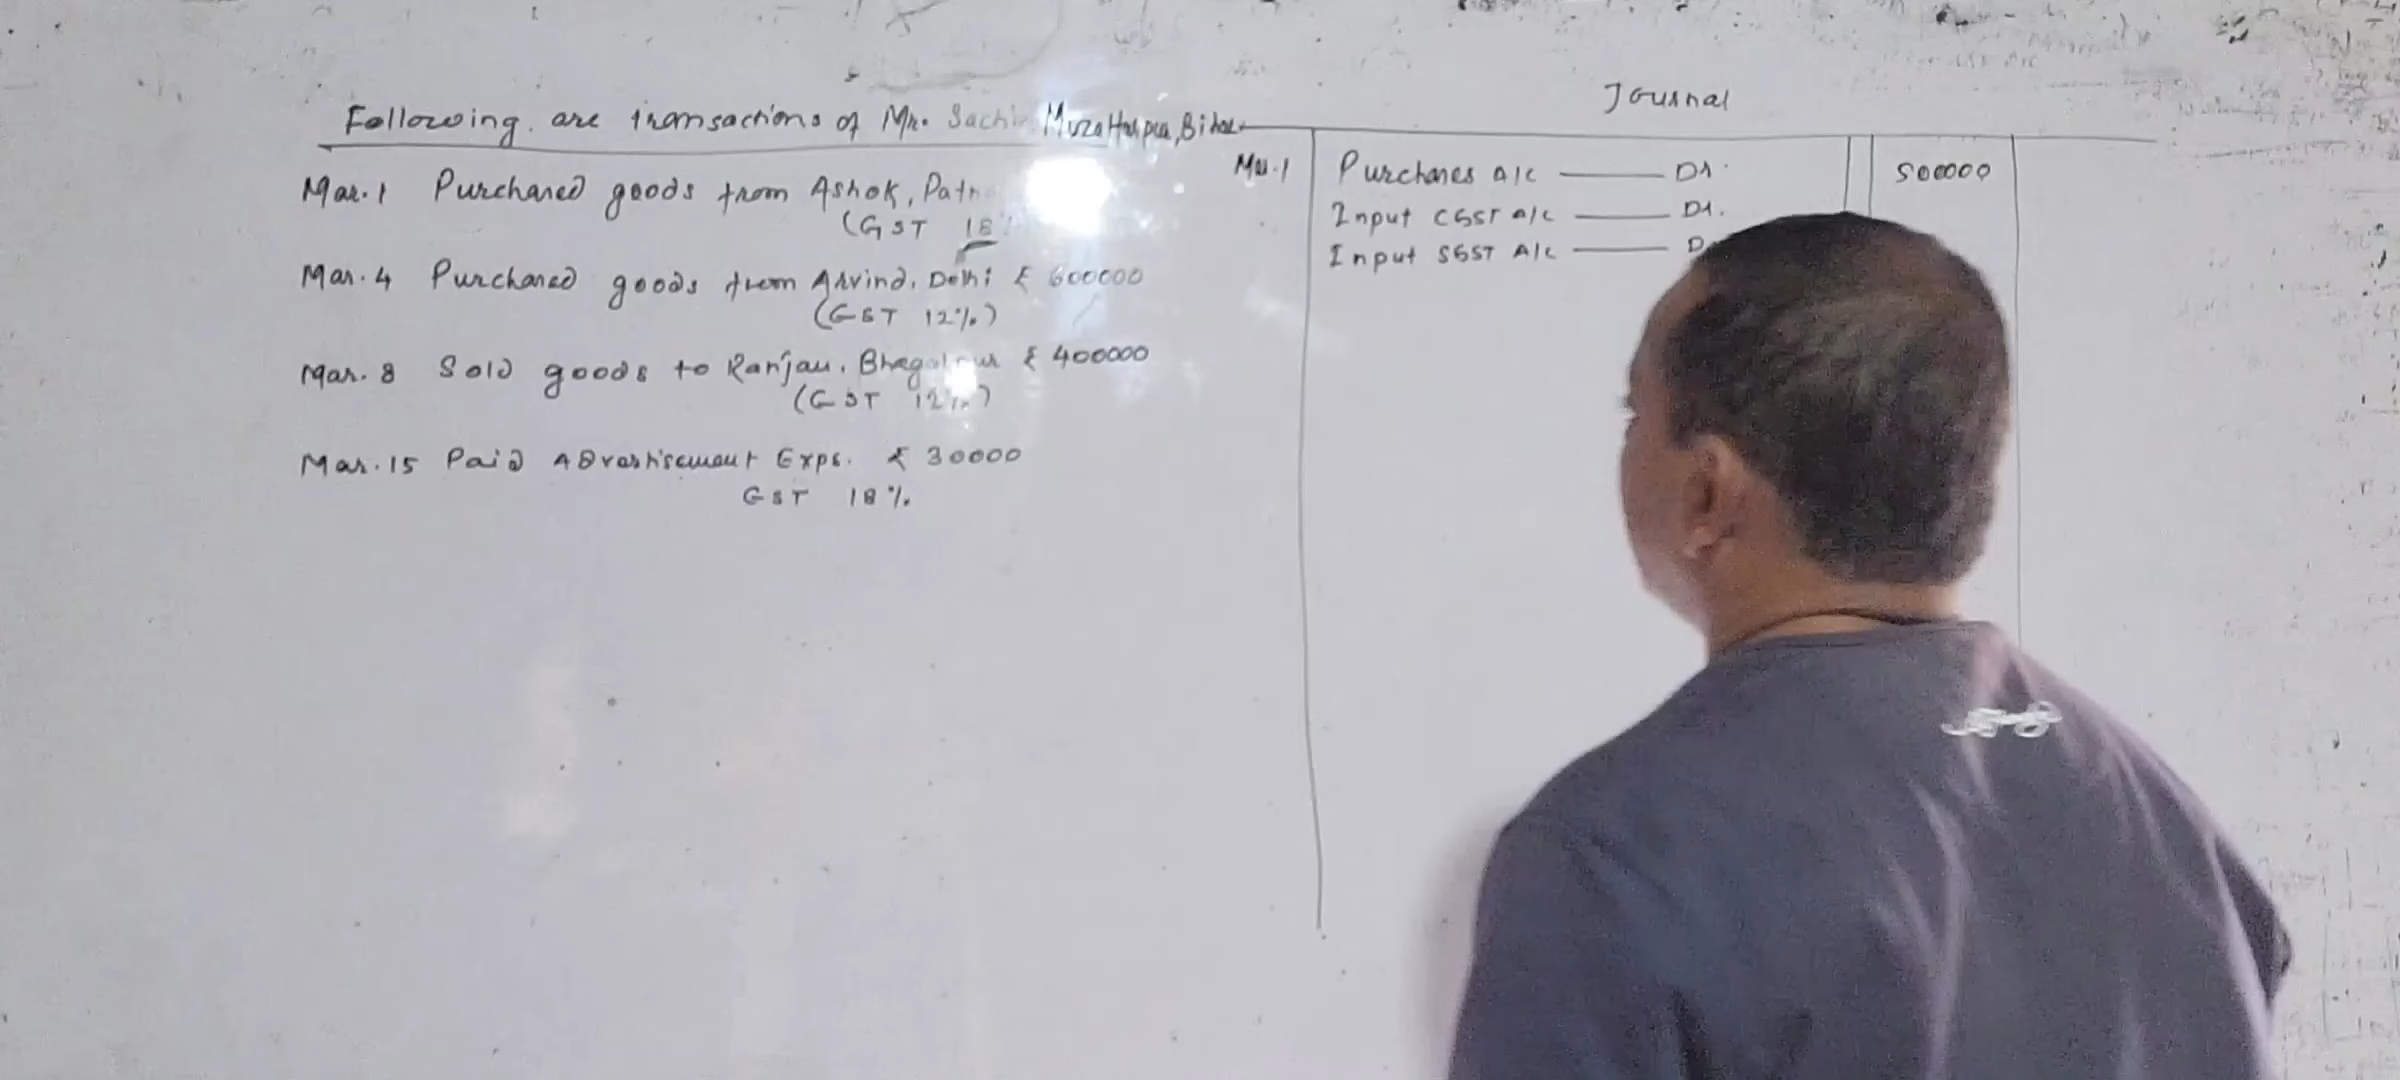 Following are transactions of Mr. Sachin Muzaffarpur, Bihar
Mar. 1 Purchased goods from Ashok, Patna
(GST 18%
Mar. 4 Purchased goods from Arvind, Delhi ₹ 600000
(GST 12%)
Mar. 8 Sold goods to Ranjan, Bhagalpur ₹ 400000
(GST 12%)
Mar. 15 Paid Advertisement Exps. ₹ 30000
GST 18%
Journal
Mar. 1 Purchases A/c Dr. 500000
Input CGST A/c Dr.
Input SGST A/c